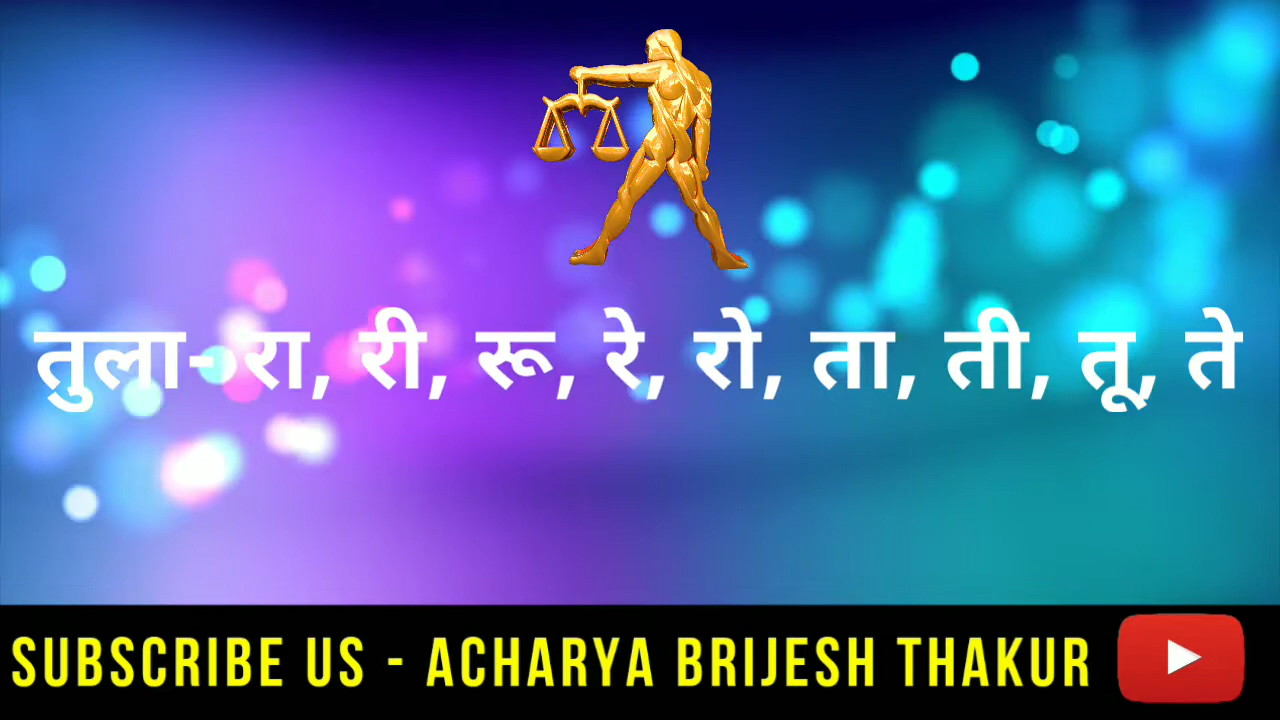 तुला- रा, री, रू, रे, रो, ता, ती, तू, ते
SUBSCRIBE US - ACHARYA BRIJESH THAKUR